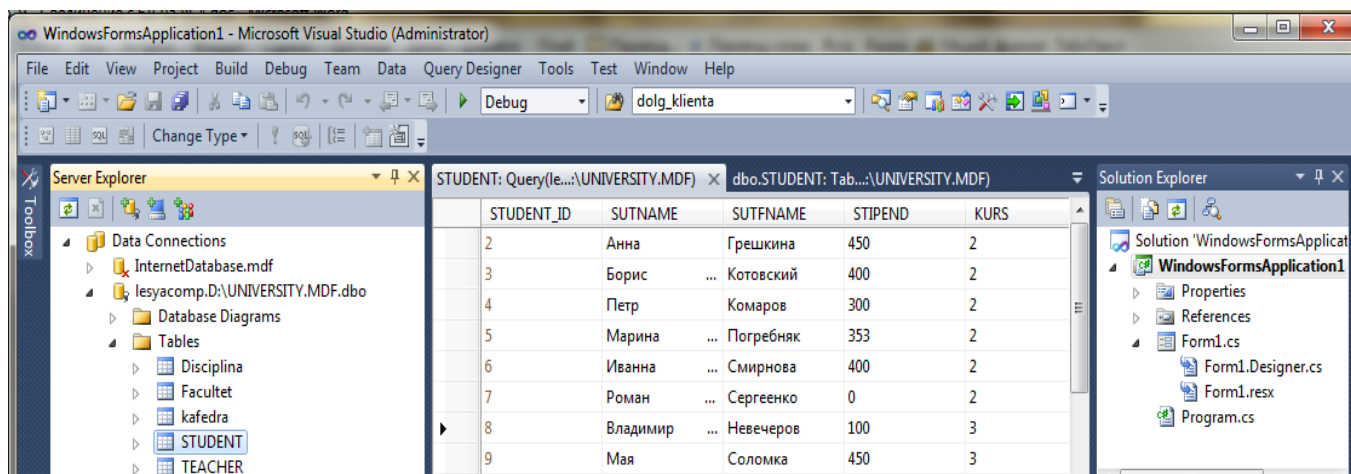 WindowsFormsApplication1 - Microsoft Visual Studio (Administrator)
File Edit View Project Build Debug Team Data Query Designer Tools Test Window Help
Debug dolg_klienta
SQL Change Type SQL
Toolbox
Server Explorer
Data Connections
InternetDatabase.mdf
lesyacomp.D:\UNIVERSITY.MDF.dbo
Database Diagrams
Tables
Disciplina
Facultet
kafedra
STUDENT
TEACHER
STUDENT: Query(le...:\UNIVERSITY.MDF) dbo.STUDENT: Tab...:\UNIVERSITY.MDF)
STUDENT_ID SUTNAME SUTFNAME STIPEND KURS
2 Анна Грешкина 450 2
3 Борис ... Котовский 400 2
4 Петр Комаров 300 2
5 Марина ... Погребняк 353 2
6 Иванна ... Смирнова 400 2
7 Роман ... Сергеенко 0 2
8 Владимир ... Невечеров 100 3
9 Мая Соломка 450 3
Solution Explorer
Solution 'WindowsFormsApplicat
WindowsFormsApplication1
Properties
References
Form1.cs
Form1.Designer.cs
Form1.resx
Program.cs